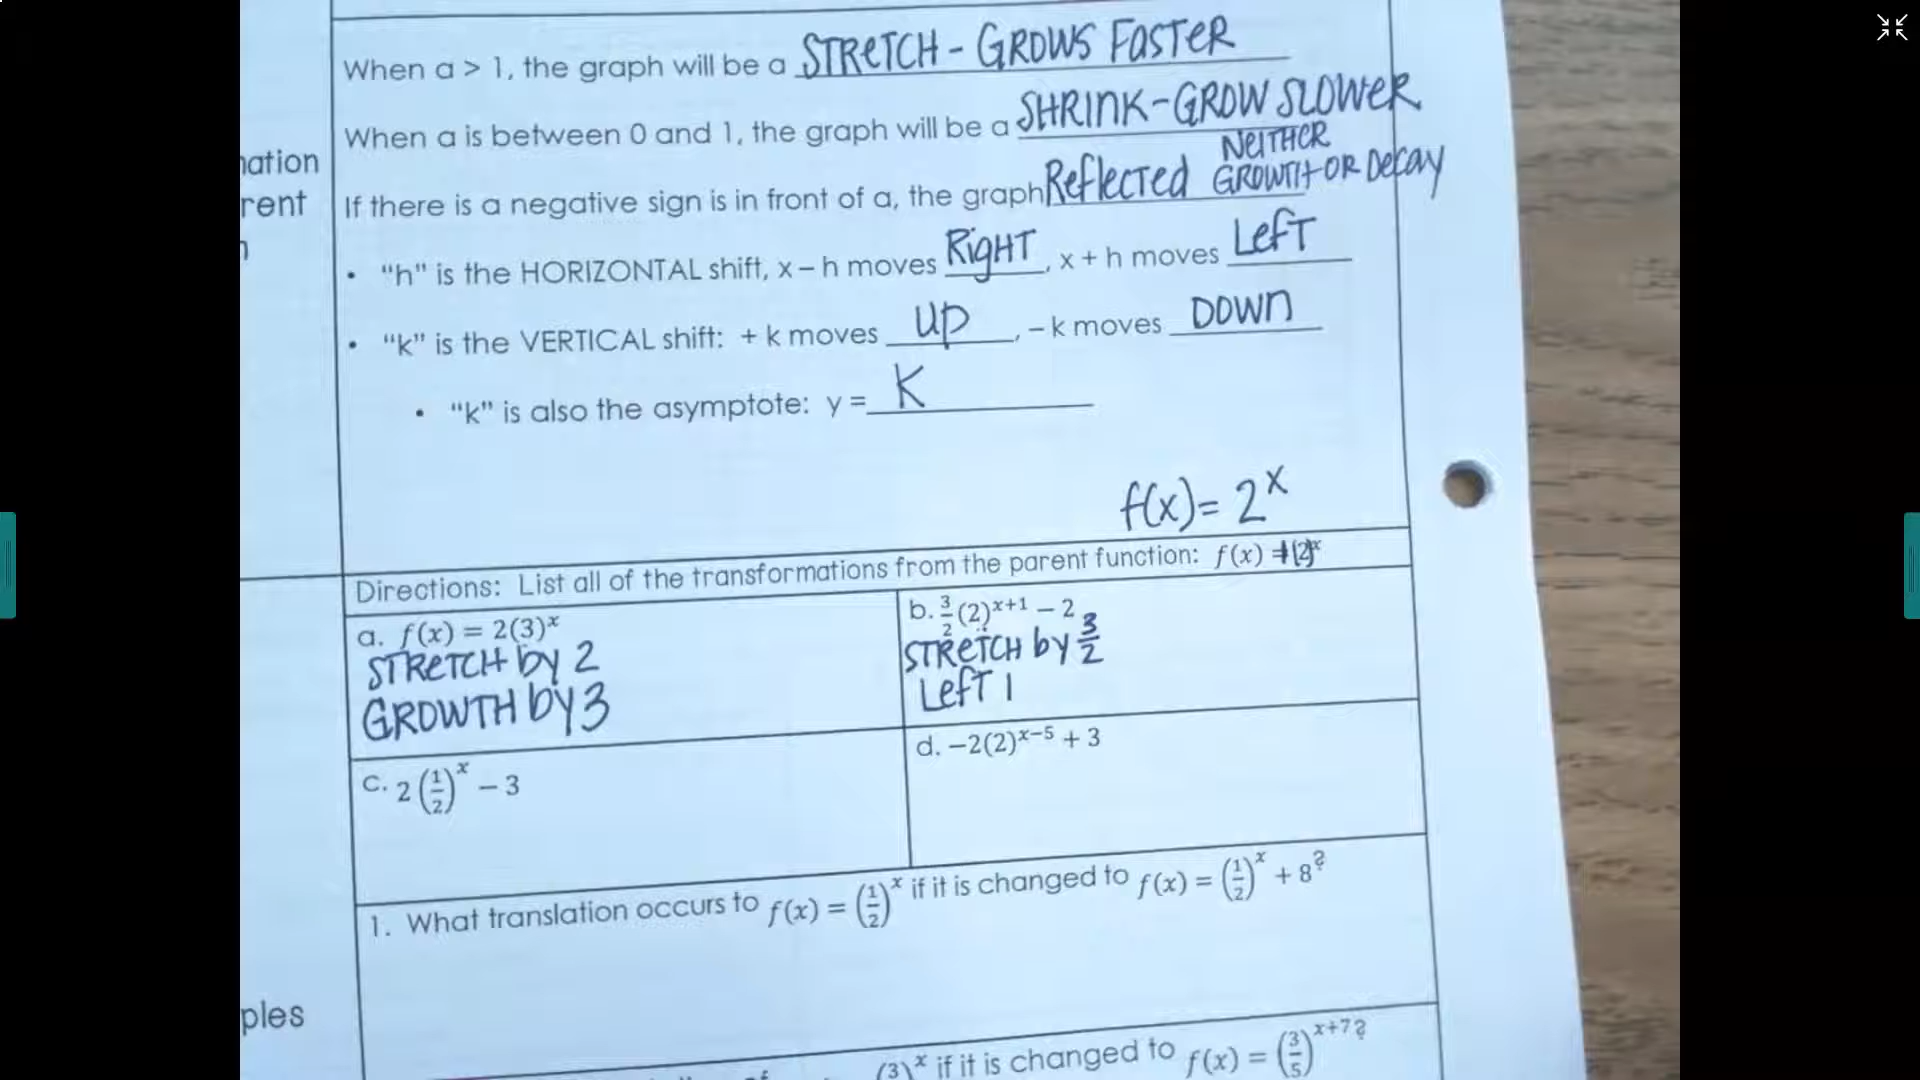 When a > 1, the graph will be a STRETCH - GROWS FASTER
When a is between 0 and 1, the graph will be a SHRINK - GROW SLOWER
If there is a negative sign is in front of a, the graph Reflected NEITHER GROWTH OR Decay
nation
rent
n
• "h" is the HORIZONTAL shift, x – h moves RIGHT, x + h moves LEFT
• "k" is the VERTICAL shift: + k moves up, – k moves DOWN
• "k" is also the asymptote: y = K
f(x) = 2^x
Directions: List all of the transformations from the parent function: f(x) = 1(2)^x
a. f(x) = 2(3)^x
STRETCH by 2
GROWTH by 3
b. 3/2 (2)^x+1 – 2
STRETCH by 3/2
LEFT 1
c. 2(1/2)^x – 3
d. –2(2)^x–5 + 3
1. What translation occurs to f(x) = (1/2)^x if it is changed to f(x) = (1/2)^x + 8?
ples
(3)^x if it is changed to f(x) = (3/5)^x+7?